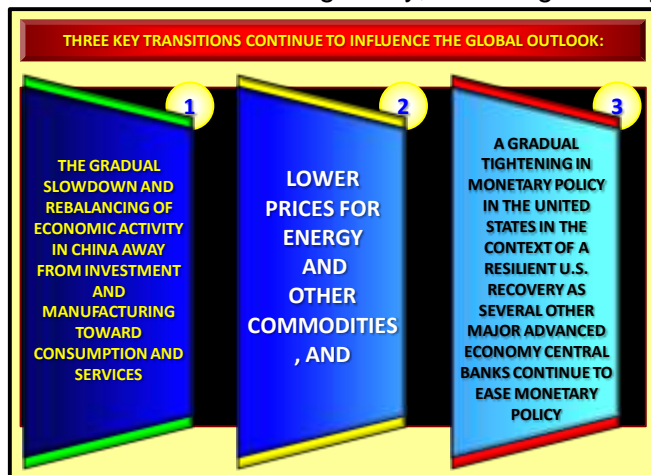 THREE KEY TRANSITIONS CONTINUE TO INFLUENCE THE GLOBAL OUTLOOK:
1
THE GRADUAL
SLOWDOWN AND
REBALANCING OF
ECONOMIC ACTIVITY
IN CHINA AWAY
FROM INVESTMENT
AND
MANUFACTURING
TOWARD
CONSUMPTION AND
SERVICES
2
LOWER
PRICES FOR
ENERGY
AND
OTHER
COMMODITIES
, AND
3
A GRADUAL
TIGHTENING IN
MONETARY POLICY
IN THE UNITED
STATES IN THE
CONTEXT OF A
RESILIENT U.S.
RECOVERY AS
SEVERAL OTHER
MAJOR ADVANCED
ECONOMY CENTRAL
BANKS CONTINUE TO
EASE MONETARY
POLICY